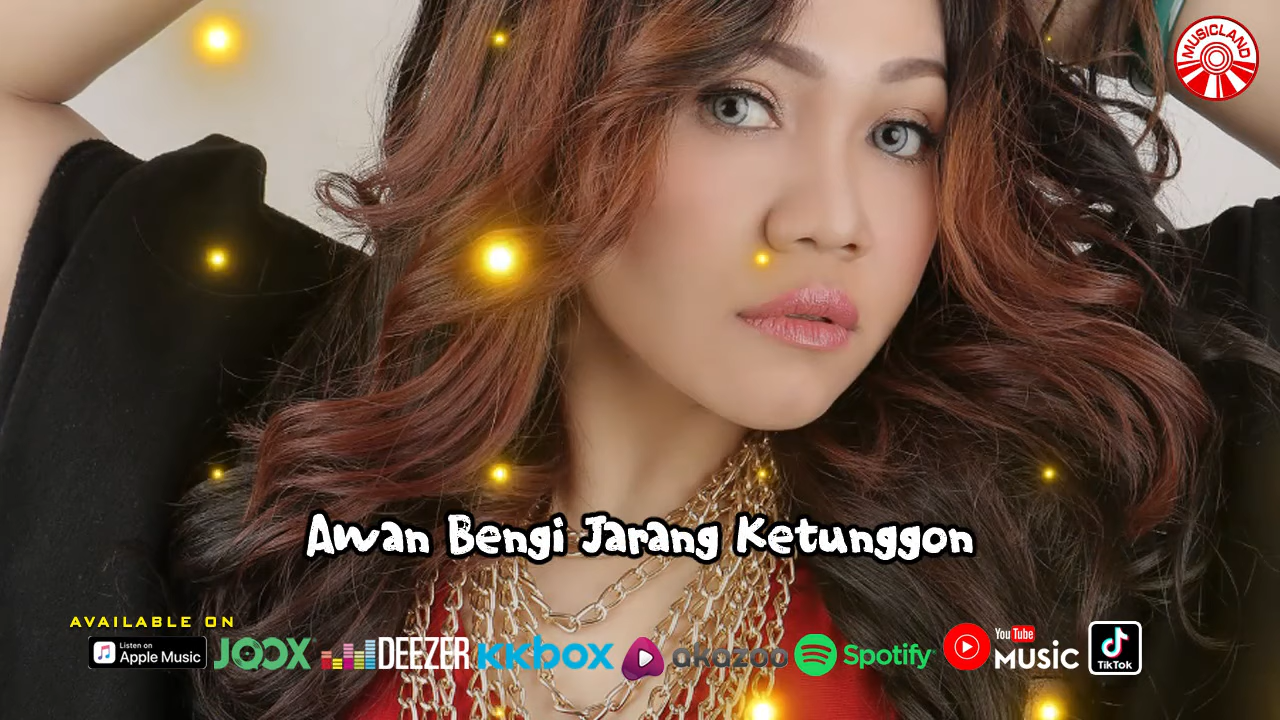 MUSICLAND
Awan Bengi Jarang Ketunggon
AVAILABLE ON
Listen on
Apple Music
JOOX
DEEZER
KKBOX
akazoo
Spotify
YouTube
MUSIC
TikTok